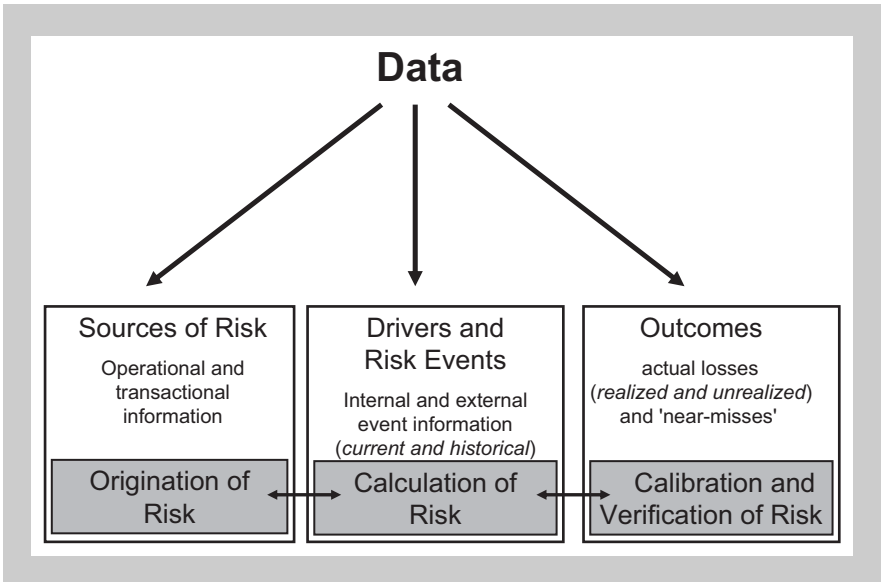 Data
Sources of Risk
Operational and
transactional
information
Origination of
Risk
Drivers and
Risk Events
Internal and external
event information
(current and historical)
Calculation of
Risk
Outcomes
actual losses
(realized and unrealized)
and 'near-misses'
Calibration and
Verification of Risk